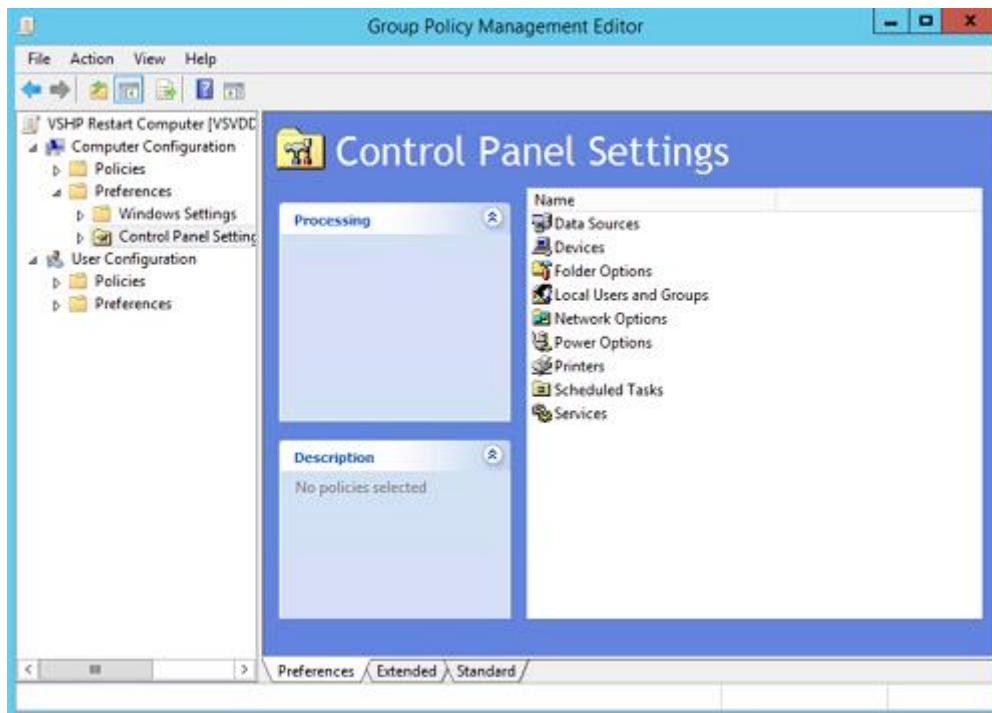 Group Policy Management Editor
File Action View Help
VSHP Restart Computer [VSVDC
Computer Configuration
Policies
Preferences
Windows Settings
Control Panel Setting
User Configuration
Policies
Preferences
Control Panel Settings
Processing
Description
No policies selected
Name
Data Sources
Devices
Folder Options
Local Users and Groups
Network Options
Power Options
Printers
Scheduled Tasks
Services
Preferences Extended Standard